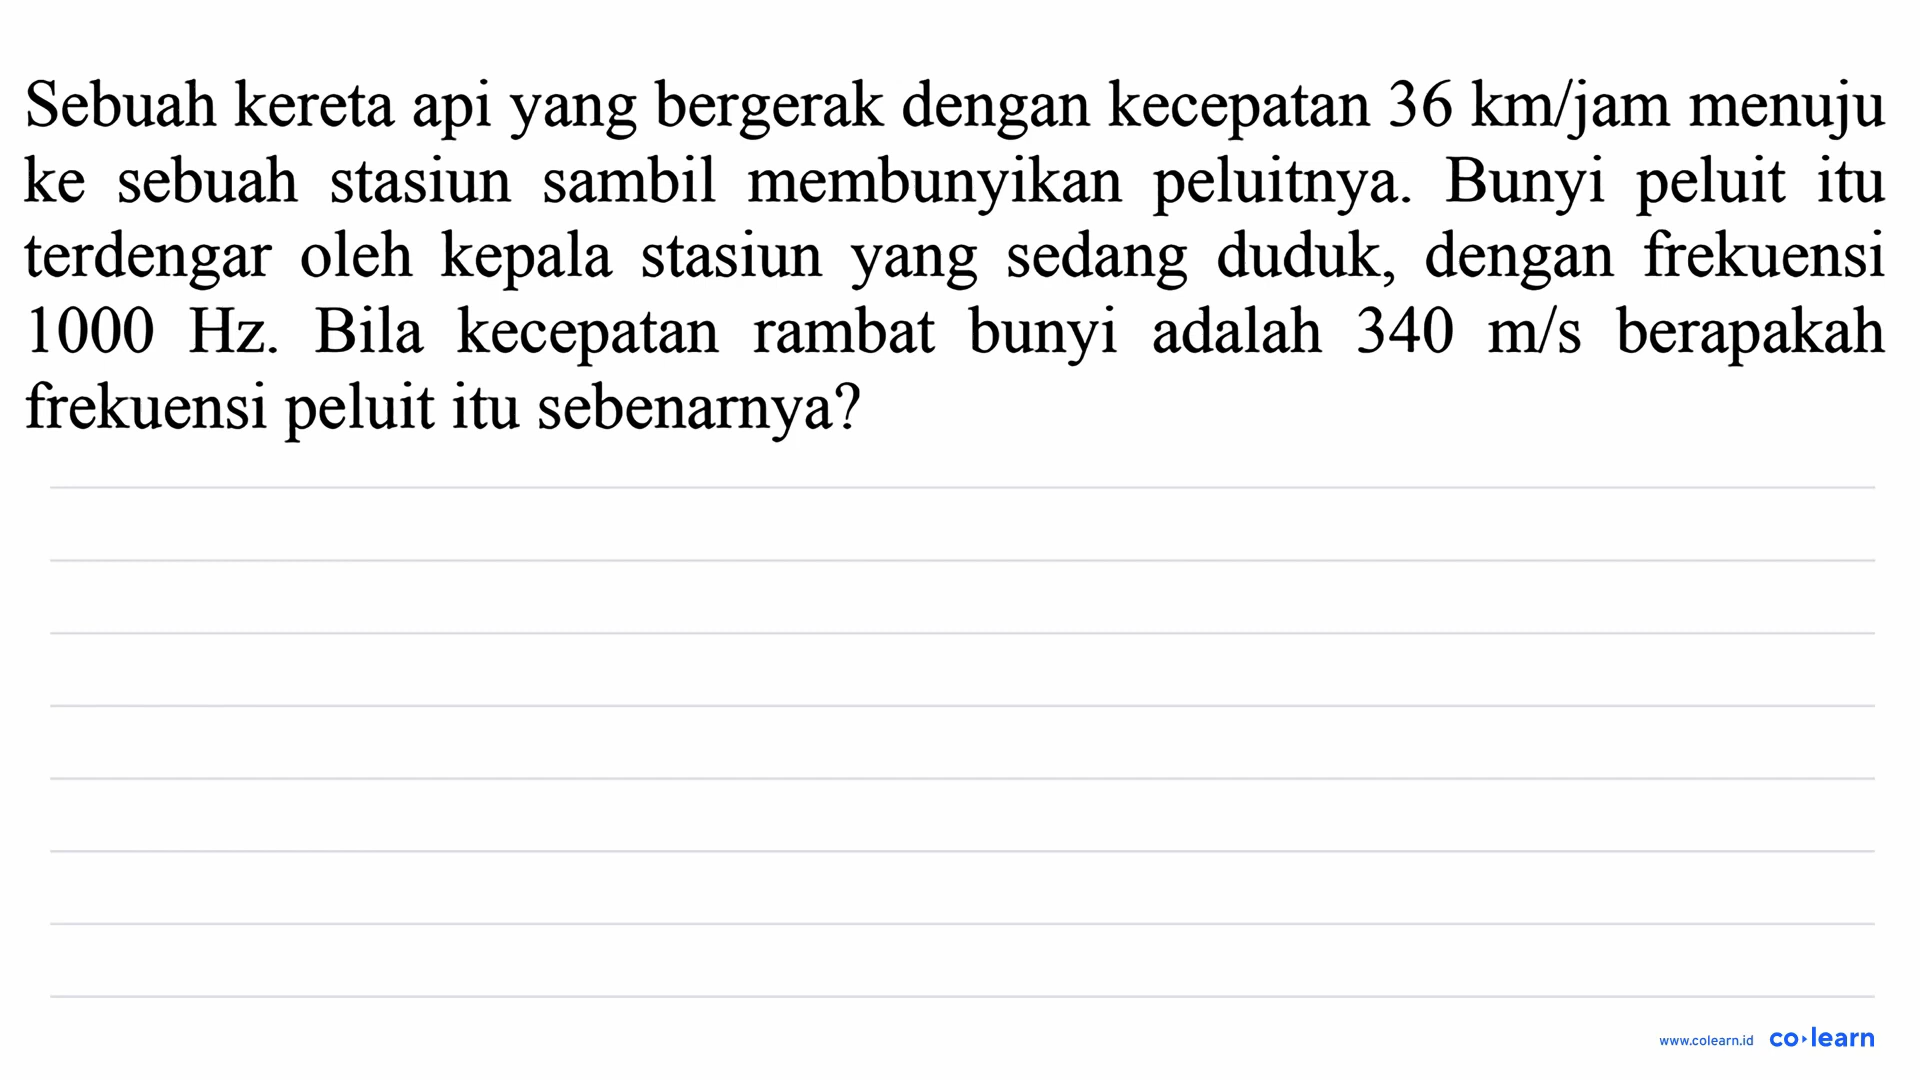 Sebuah kereta api yang bergerak dengan kecepatan 36 km/jam menuju
ke sebuah stasiun sambil membunyikan peluitnya. Bunyi peluit itu
terdengar oleh kepala stasiun yang sedang duduk, dengan frekuensi
1000 Hz. Bila kecepatan rambat bunyi adalah 340 m/s berapakah
frekuensi peluit itu sebenarnya?
www.colearn.id co learn